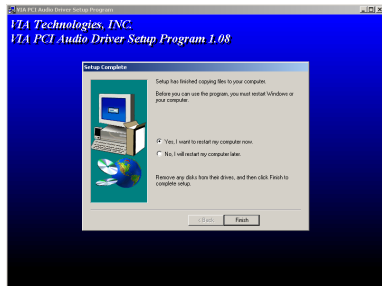 VIA PCI Audio Driver Setup Program
VIA Technologies, INC.
VIA PCI Audio Driver Setup Program 1.08
Setup Complete
Setup has finished copying files to your computer.
Before you can use the program, you must restart Windows or
your computer.
Yes, I want to restart my computer now.
No, I will restart my computer later.
Remove any disks from their drives, and then click Finish to
complete setup.
< Back
Finish